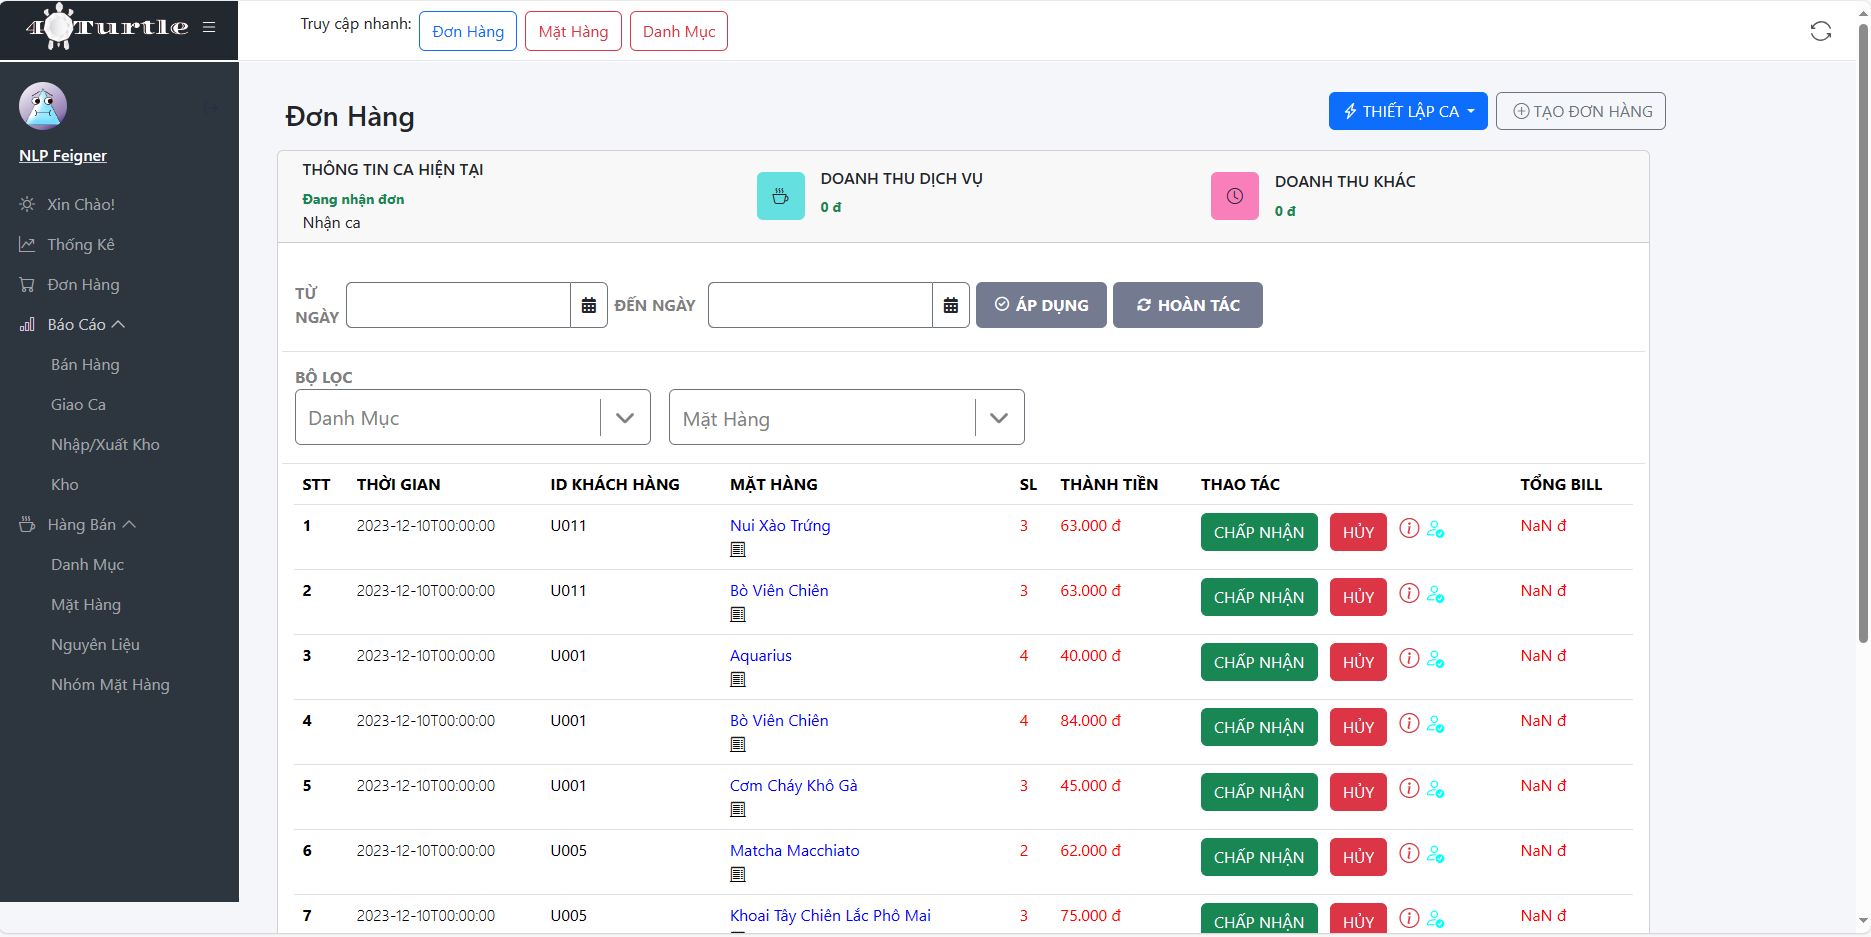 4 Turtle
Truy cập nhanh: Đơn Hàng Mặt Hàng Danh Mục
NLP Feigner
Xin Chào!
Thống Kê
Đơn Hàng
Báo Cáo
Bán Hàng
Giao Ca
Nhập/Xuất Kho
Kho
Hàng Bán
Danh Mục
Mặt Hàng
Nguyên Liệu
Nhóm Mặt Hàng
Đơn Hàng
THIẾT LẬP CA
TẠO ĐƠN HÀNG
THÔNG TIN CA HIỆN TẠI
Đang nhận đơn
Nhận ca
DOANH THU DỊCH VỤ
0 đ
DOANH THU KHÁC
0 đ
TỪ
NGÀY
ĐẾN NGÀY
ÁP DỤNG
HOÀN TÁC
BỘ LỌC
Danh Mục
Mặt Hàng
STT THỜI GIAN ID KHÁCH HÀNG MẶT HÀNG SL THÀNH TIỀN THAO TÁC TỔNG BILL
1 2023-12-10T00:00:00 U011 Nui Xào Trứng 3 63.000 đ CHẤP NHẬN HỦY NaN đ
2 2023-12-10T00:00:00 U011 Bò Viên Chiên 3 63.000 đ CHẤP NHẬN HỦY NaN đ
3 2023-12-10T00:00:00 U001 Aquarius 4 40.000 đ CHẤP NHẬN HỦY NaN đ
4 2023-12-10T00:00:00 U001 Bò Viên Chiên 4 84.000 đ CHẤP NHẬN HỦY NaN đ
5 2023-12-10T00:00:00 U001 Cơm Cháy Khô Gà 3 45.000 đ CHẤP NHẬN HỦY NaN đ
6 2023-12-10T00:00:00 U005 Matcha Macchiato 2 62.000 đ CHẤP NHẬN HỦY NaN đ
7 2023-12-10T00:00:00 U005 Khoai Tây Chiên Lắc Phô Mai 3 75.000 đ CHẤP NHẬN HỦY NaN đ